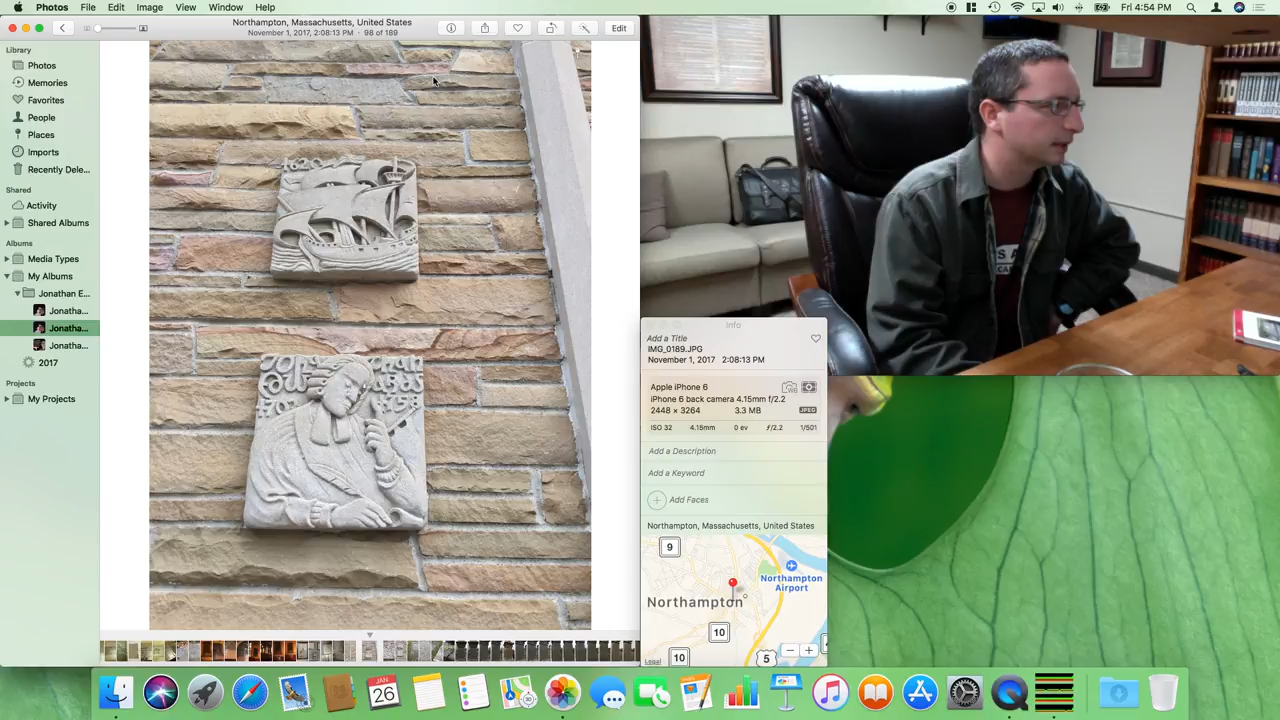 Photos File Edit Image View Window Help
Fri 4:54 PM
Northampton, Massachusetts, United States
November 1, 2017, 2:08:13 PM · 98 of 189
Edit
Library
Photos
Memories
Favorites
People
Places
Imports
Recently Dele...
Shared
Activity
Shared Albums
Albums
Media Types
My Albums
Jonathan E...
Jonatha...
Jonatha...
Jonatha...
2017
Projects
My Projects
1620
Info
Add a Title
IMG_0189.JPG
November 1, 2017 2:08:13 PM
Apple iPhone 6
iPhone 6 back camera 4.15mm f/2.2
2448 × 3264 3.3 MB JPEG
ISO 32 4.15mm 0 ev ƒ/2.2 1/501
Add a Description
Add a Keyword
Add Faces
Northampton, Massachusetts, United States
9
Northampton
Airport
Northampton
10
10
5
Legal
JAN
26